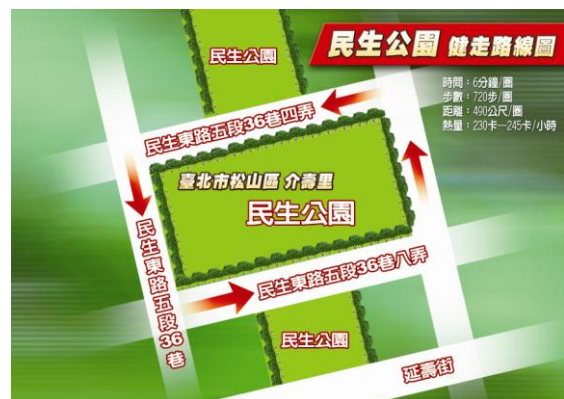 民生公園 健走路線圖
時間：6分鐘/圈
步數：720步/圈
距離：490公尺/圈
熱量：230卡—245卡/小時
民生公園
民生東路五段36巷四弄
臺北市松山區 介壽里
民生公園
民生東路五段36巷
民生東路五段36巷八弄
民生公園
延壽街